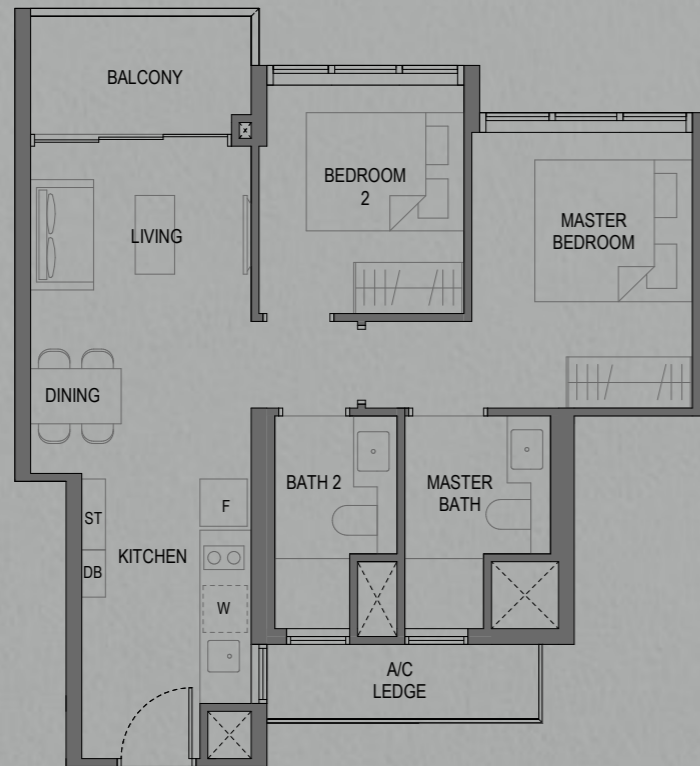 BALCONY
BEDROOM
2
LIVING
MASTER
BEDROOM
DINING
BATH 2
MASTER
BATH
ST
F
KITCHEN
DB
W
A/C
LEDGE